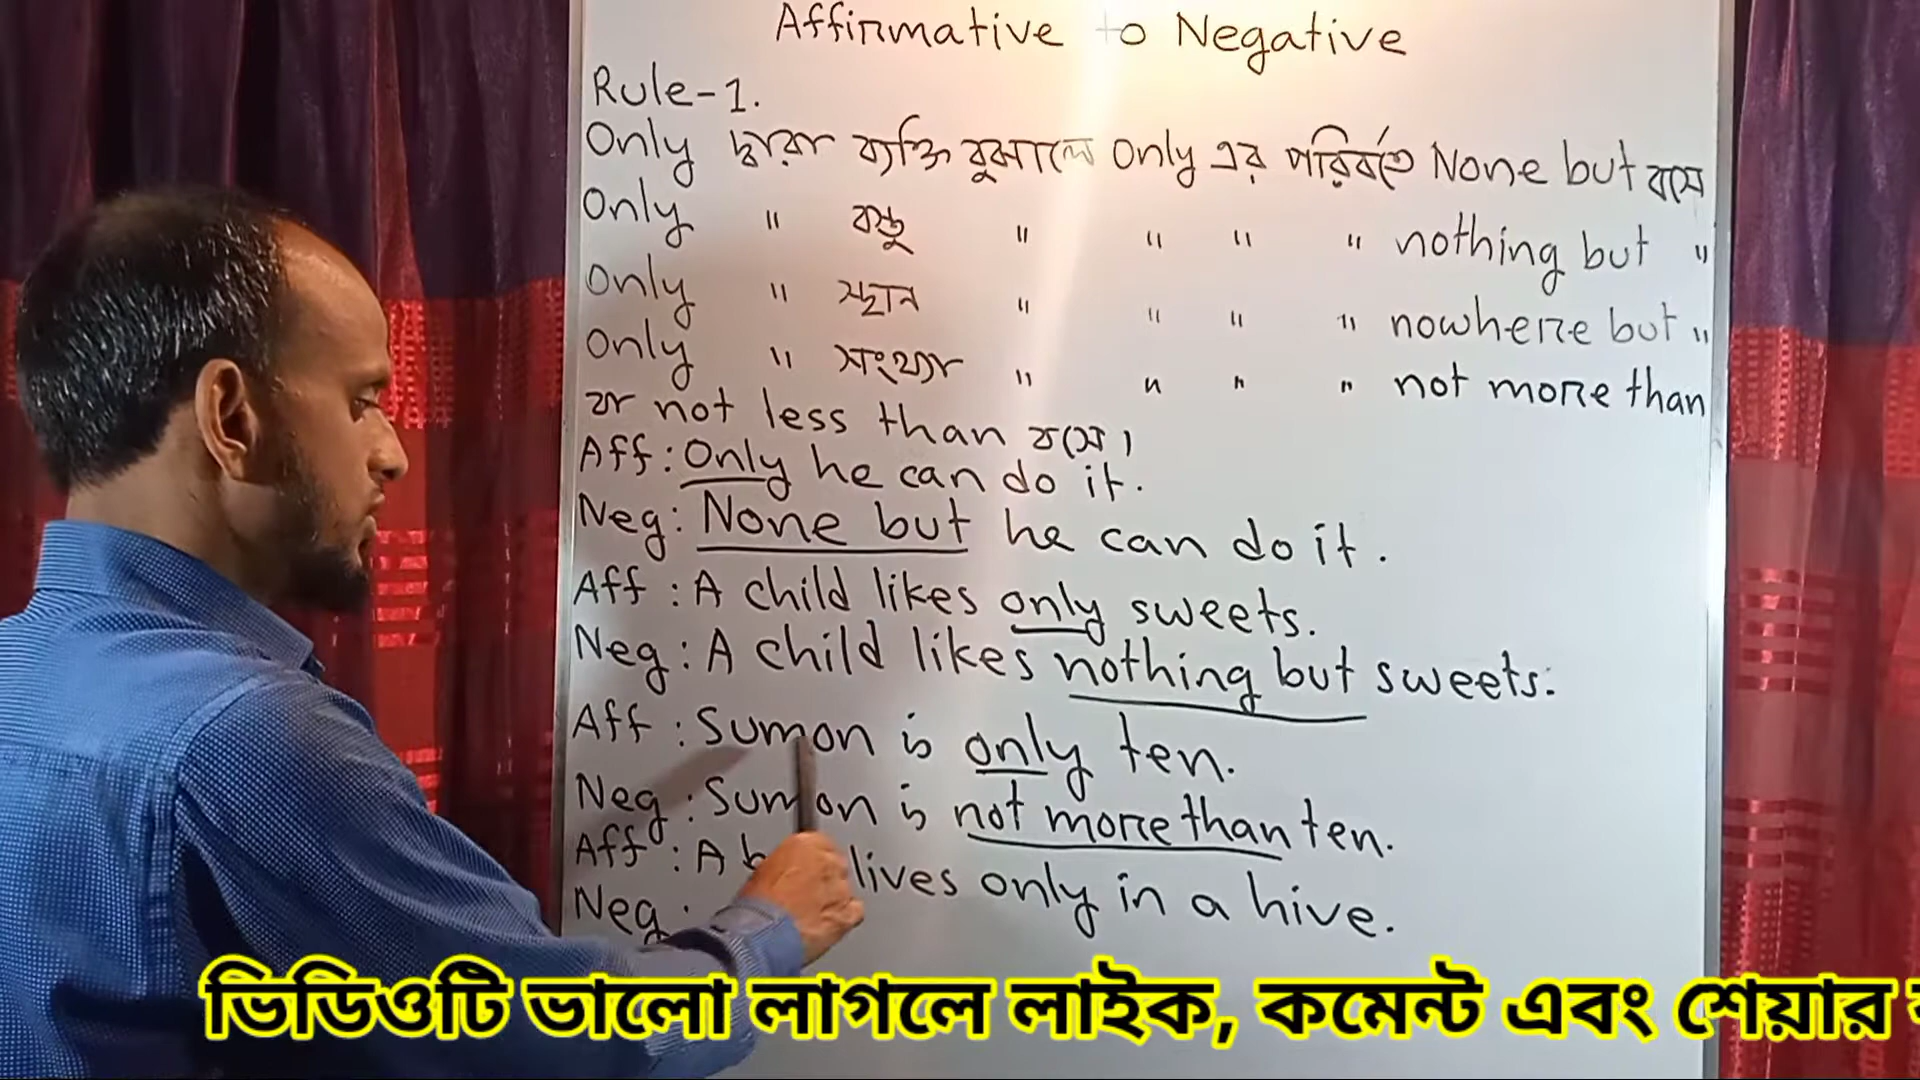 Affirmative to Negative
Rule-1.
Only দ্বারা ব্যক্তি বুঝালে Only এর পরিবর্তে None but বসে
Only " বস্তু " " " " nothing but "
Only " স্থান " " " " nowhere but "
Only " সংখ্যা " " " " not more than
বা not less than বসে।
Aff: Only he can do it.
Neg: None but he can do it.
Aff : A child likes only sweets.
Neg : A child likes nothing but sweets.
Aff : Sumon is only ten.
Neg : Sumon is not more than ten.
Aff : A lives only in a hive.
Neg :
ভিডিওটি ভালো লাগলে লাইক, কমেন্ট এবং শেয়ার